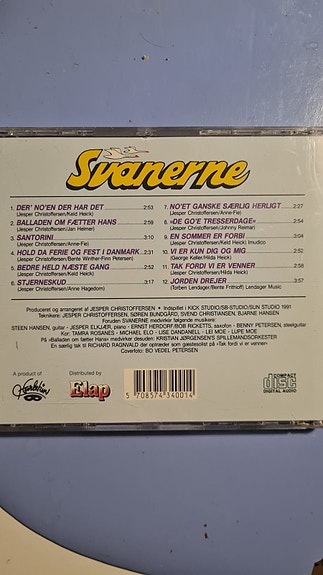 Svanerne
1. DER' NO'EN DER HAR DET 2:53
(Jesper Christoffersen/Keld Heick)
2. BALLADEN OM FÆTTER HANS 2:58
(Jesper Christoffersen/Jan Helmer)
3. SANTORINI 3:10
(Jesper Christoffersen/Anne-Fie)
4. HOLD DA FERIE OG FEST I DANMARK 2:31
(Jesper Christoffersen/Bente Winther-Finn Petersen)
5. BEDRE HELD NÆSTE GANG 2:52
(Jesper Christoffersen/Keld Heick)
6. STJERNESKUD 3:17
(Jesper Christoffersen/Anne Hagedorn)
7. NO'ET GANSKE SÆRLIG HERLIGT 2:27
(Jesper Christoffersen/Anne-Fie)
8. »DE GO'E TRESSERDAGE«
(Jesper Christoffersen/Johnny Reimar)
9. EN SOMMER ER FORBI 2:09
(Jesper Christoffersen/Keld Heick) Imudico
10. VI ER KUN DIG OG MIG 2:52
(George Keller/Hilda Heick)
11. TAK FORDI VI ER VENNER 2:58
(Jesper Christoffersen/Hilda Heick)
12. JORDEN DREJER 2:54
(Torben Lendager/Bente Frithioff) Lendager Music
Produceret og arrangeret af: JESPER CHRISTOFFERSEN • Indspillet i KICK STUDIO/SB-STUDIO/SUN STUDIO 1991
Teknikere: JESPER CHRISTOFFERSEN, SØREN BUNDGÅRD, SVEND CHRISTIANSEN, BJARNE HANSEN
Foruden SVANERNE medvirker følgende musikere:
STEEN HANSEN, guitar - JESPER ELKJÆR, piano - ERNST HERDORF/BOB RICKETTS, saxofon - BENNY PETERSEN, steelguitar
Kor: TAMRA ROSANES - MICHAEL ELO - LISE DANDANELL - LEI MOE - LUPE MOE
På »Balladen om fætter Hans« medvirker desuden: KRISTIAN JØRGENSEN'S SPILLEMANDSORKESTER
En særlig tak til RICHARD RAGNVALD der optræder som gæstesolist på »Tak fordi vi er venner«
Coverfoto: BO VEDEL PETERSEN
A product of
Distributed by
Elap
5 708574 340014
COMPACT
disc
DIGITAL AUDIO